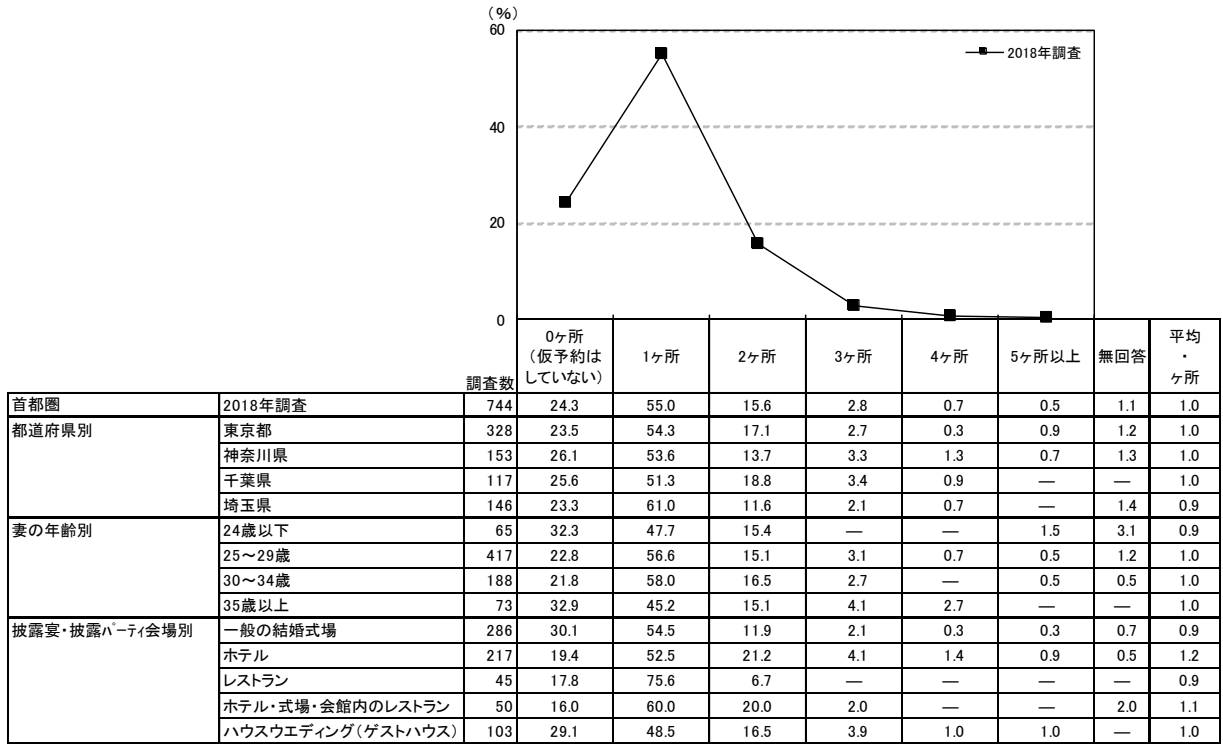 (%)
60
40
20
0
2018年調査
調査数 0ヶ所(仮予約はしていない) 1ヶ所 2ヶ所 3ヶ所 4ヶ所 5ヶ所以上 無回答 平均・ヶ所
首都圏 2018年調査 744 24.3 55.0 15.6 2.8 0.7 0.5 1.1 1.0
都道府県別 東京都 328 23.5 54.3 17.1 2.7 0.3 0.9 1.2 1.0
神奈川県 153 26.1 53.6 13.7 3.3 1.3 0.7 1.3 1.0
千葉県 117 25.6 51.3 18.8 3.4 0.9 ― ― 1.0
埼玉県 146 23.3 61.0 11.6 2.1 0.7 ― 1.4 0.9
妻の年齢別 24歳以下 65 32.3 47.7 15.4 ― ― 1.5 3.1 0.9
25~29歳 417 22.8 56.6 15.1 3.1 0.7 0.5 1.2 1.0
30~34歳 188 21.8 58.0 16.5 2.7 ― 0.5 0.5 1.0
35歳以上 73 32.9 45.2 15.1 4.1 2.7 ― ― 1.0
披露宴・披露パーティ会場別 一般の結婚式場 286 30.1 54.5 11.9 2.1 0.3 0.3 0.7 0.9
ホテル 217 19.4 52.5 21.2 4.1 1.4 0.9 0.5 1.2
レストラン 45 17.8 75.6 6.7 ― ― ― ― 0.9
ホテル・式場・会館内のレストラン 50 16.0 60.0 20.0 2.0 ― ― 2.0 1.1
ハウスウエディング(ゲストハウス) 103 29.1 48.5 16.5 3.9 1.0 1.0 ― 1.0